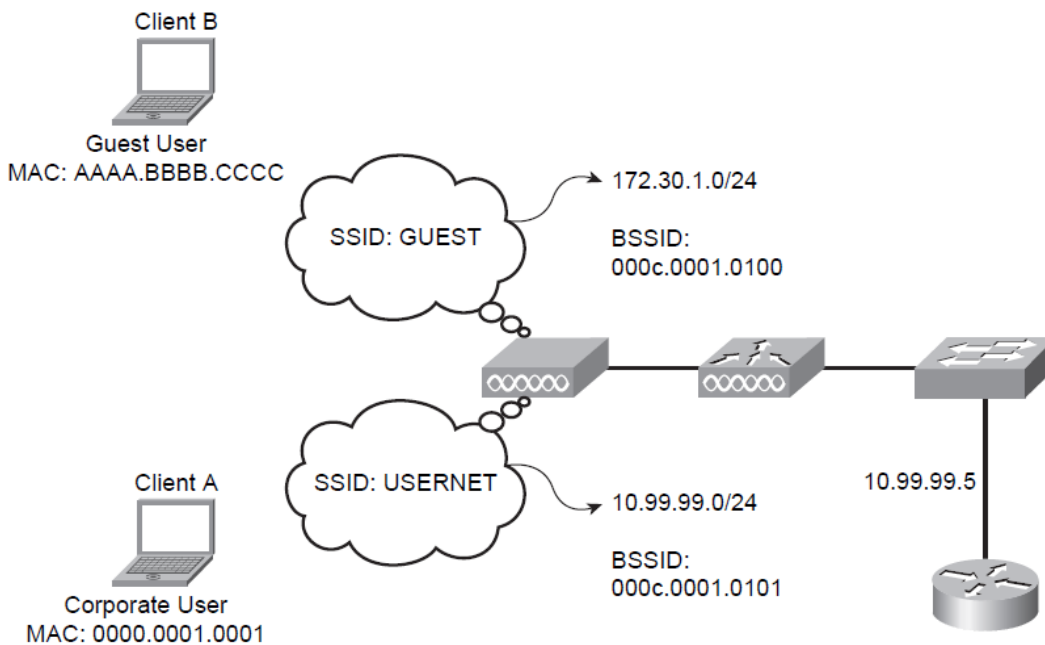 Client B
Guest User
MAC: AAAA.BBBB.CCCC
SSID: GUEST
172.30.1.0/24
BSSID:
000c.0001.0100
Client A
Corporate User
MAC: 0000.0001.0001
SSID: USERNET
10.99.99.0/24
BSSID:
000c.0001.0101
10.99.99.5